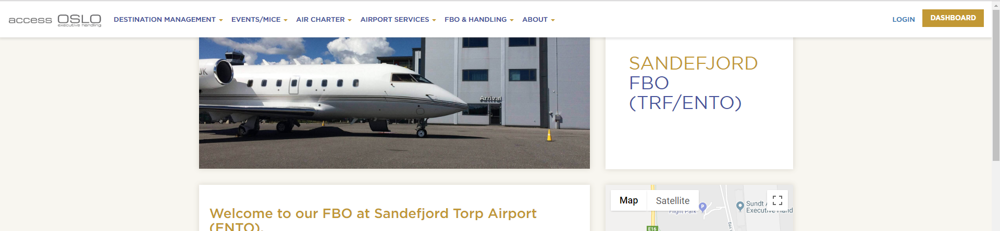 access OSLO
executive handling
DESTINATION MANAGEMENT
EVENTS/MICE
AIR CHARTER
AIRPORT SERVICES
FBO & HANDLING
ABOUT
LOGIN
DASHBOARD
JK
Arrival
SANDEFJORD
FBO
(TRF/ENTO)
Welcome to our FBO at Sandefjord Torp Airport
(ENTO).
Map
Satellite
Flight Park
P
Sundt
Executive
E16